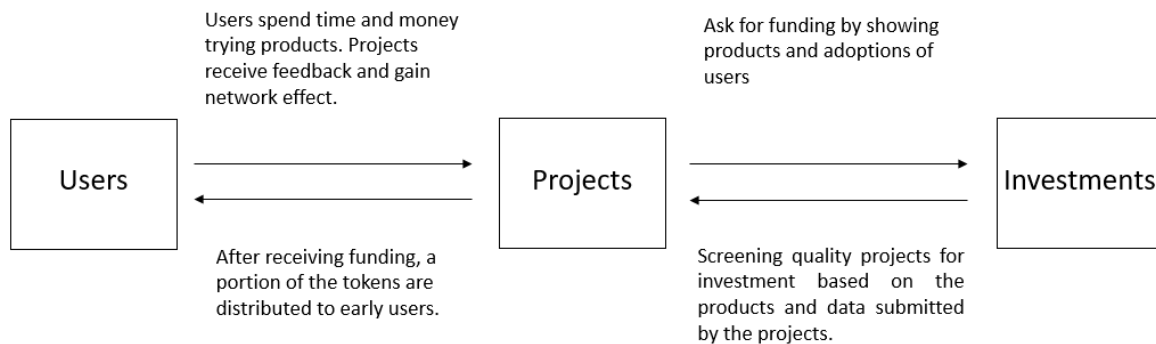 Users spend time and money
trying products. Projects
receive feedback and gain
network effect.
Ask for funding by showing
products and adoptions of
users
Users
Projects
Investments
After receiving funding, a
portion of the tokens are
distributed to early users.
Screening quality projects for
investment based on the
products and data submitted
by the projects.